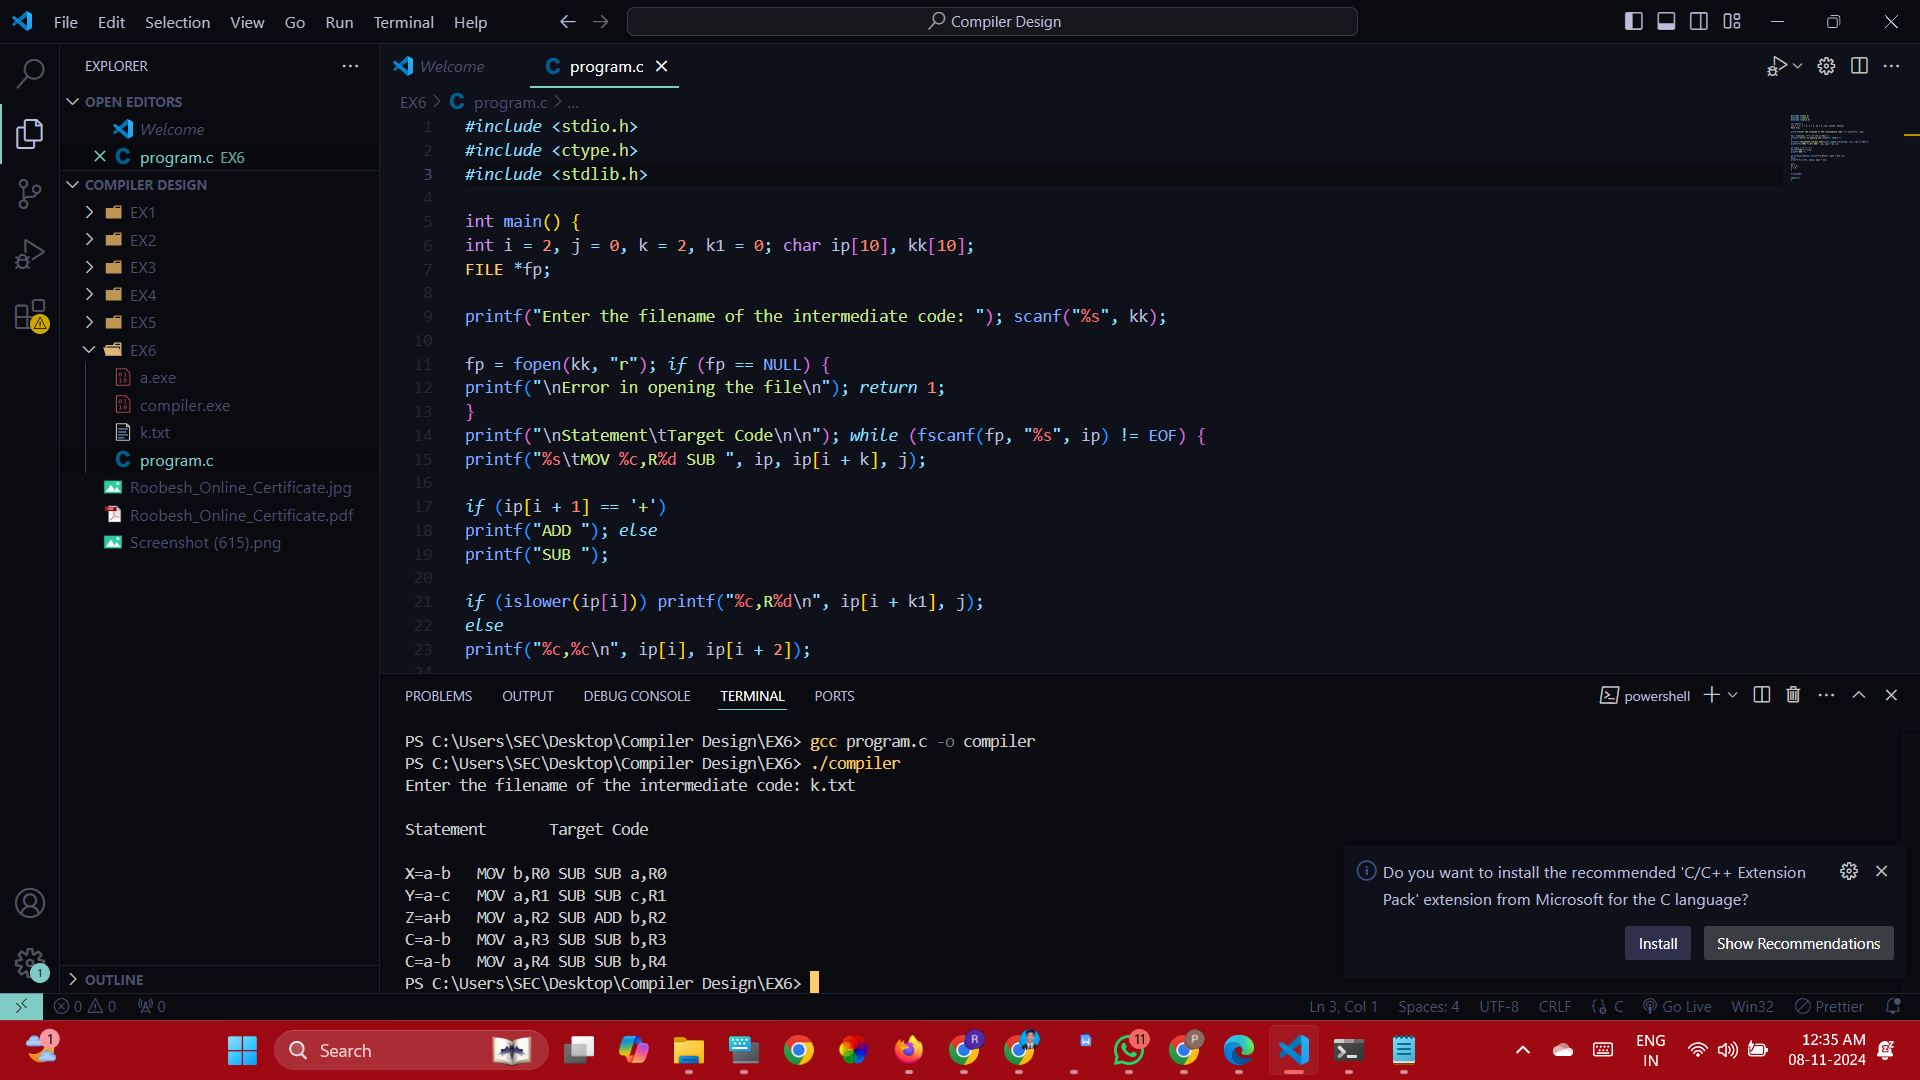 File Edit Selection View Go Run Terminal Help
Compiler Design
EXPLORER
OPEN EDITORS
Welcome
program.c EX6
COMPILER DESIGN
EX1
EX2
EX3
EX4
EX5
EX6
a.exe
compiler.exe
k.txt
program.c
Roobesh_Online_Certificate.jpg
Roobesh_Online_Certificate.pdf
Screenshot (615).png
OUTLINE
Welcome
program.c
EX6 > program.c > ...
1 #include <stdio.h>
2 #include <ctype.h>
3 #include <stdlib.h>
4
5 int main() {
6 int i = 2, j = 0, k = 2, k1 = 0; char ip[10], kk[10];
7 FILE *fp;
8
9 printf("Enter the filename of the intermediate code: "); scanf("%s", kk);
10
11 fp = fopen(kk, "r"); if (fp == NULL) {
12 printf("\nError in opening the file\n"); return 1;
13 }
14 printf("\nStatement\tTarget Code\n\n"); while (fscanf(fp, "%s", ip) != EOF) {
15 printf("%s\tMOV %c,R%d SUB ", ip, ip[i + k], j);
16
17 if (ip[i + 1] == '+')
18 printf("ADD "); else
19 printf("SUB ");
20
21 if (islower(ip[i])) printf("%c,R%d\n", ip[i + k1], j);
22 else
23 printf("%c,%c\n", ip[i], ip[i + 2]);
24
PROBLEMS OUTPUT DEBUG CONSOLE TERMINAL PORTS
powershell
PS C:\Users\SEC\Desktop\Compiler Design\EX6> gcc program.c -o compiler
PS C:\Users\SEC\Desktop\Compiler Design\EX6> ./compiler
Enter the filename of the intermediate code: k.txt
Statement Target Code
X=a-b MOV b,R0 SUB SUB a,R0
Y=a-c MOV a,R1 SUB SUB c,R1
Z=a+b MOV a,R2 SUB ADD b,R2
C=a-b MOV a,R3 SUB SUB b,R3
C=a-b MOV a,R4 SUB SUB b,R4
PS C:\Users\SEC\Desktop\Compiler Design\EX6>
Do you want to install the recommended 'C/C++ Extension
Pack' extension from Microsoft for the C language?
Install
Show Recommendations
1
0 0 0
Ln 3, Col 1 Spaces: 4 UTF-8 CRLF {} C Go Live Win32 Prettier
1
Search
R
11
P
ENG
IN
12:35 AM
08-11-2024